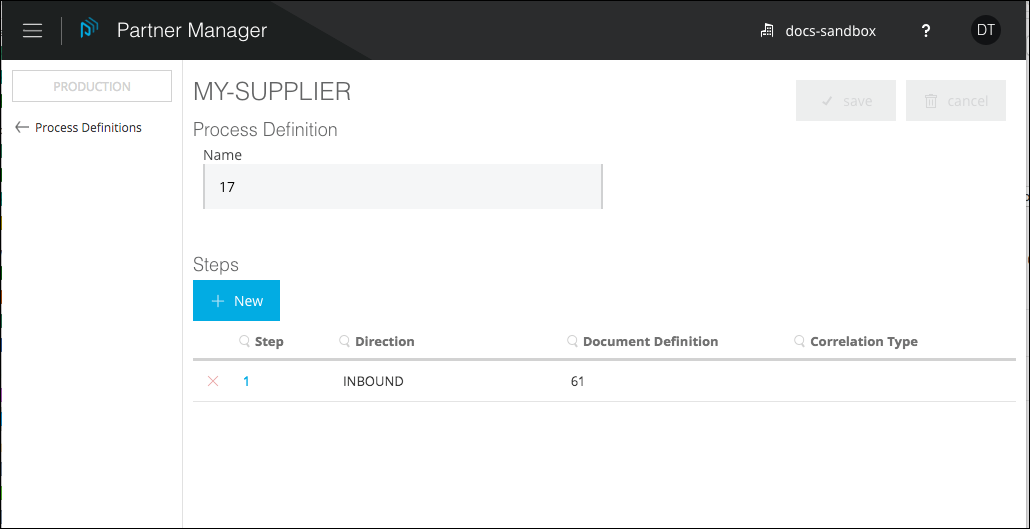 Partner Manager docs-sandbox ? DT
PRODUCTION
Process Definitions
MY-SUPPLIER
save cancel
Process Definition
Name
17
Steps
New
Step Direction Document Definition Correlation Type
1 INBOUND 61